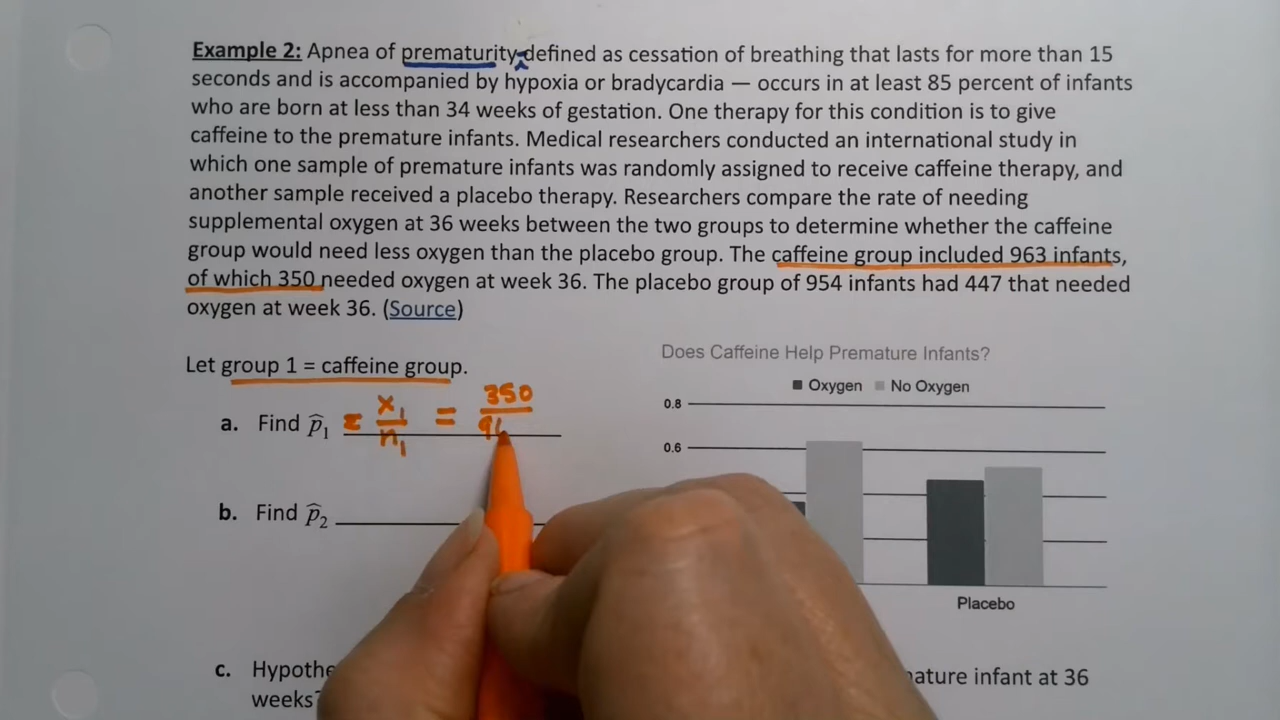 Example 2: Apnea of prematurity-defined as cessation of breathing that lasts for more than 15
seconds and is accompanied by hypoxia or bradycardia — occurs in at least 85 percent of infants
who are born at less than 34 weeks of gestation. One therapy for this condition is to give
caffeine to the premature infants. Medical researchers conducted an international study in
which one sample of premature infants was randomly assigned to receive caffeine therapy, and
another sample received a placebo therapy. Researchers compare the rate of needing
supplemental oxygen at 36 weeks between the two groups to determine whether the caffeine
group would need less oxygen than the placebo group. The caffeine group included 963 infants,
of which 350 needed oxygen at week 36. The placebo group of 954 infants had 447 that needed
oxygen at week 36. (Source)
Let group 1 = caffeine group.
a. Find p̂₁ = x₁/n₁ = 350/9
b. Find p̂₂
c. Hypothe
weeks?
ature infant at 36
Does Caffeine Help Premature Infants?
Oxygen No Oxygen
0.8
0.6
Placebo